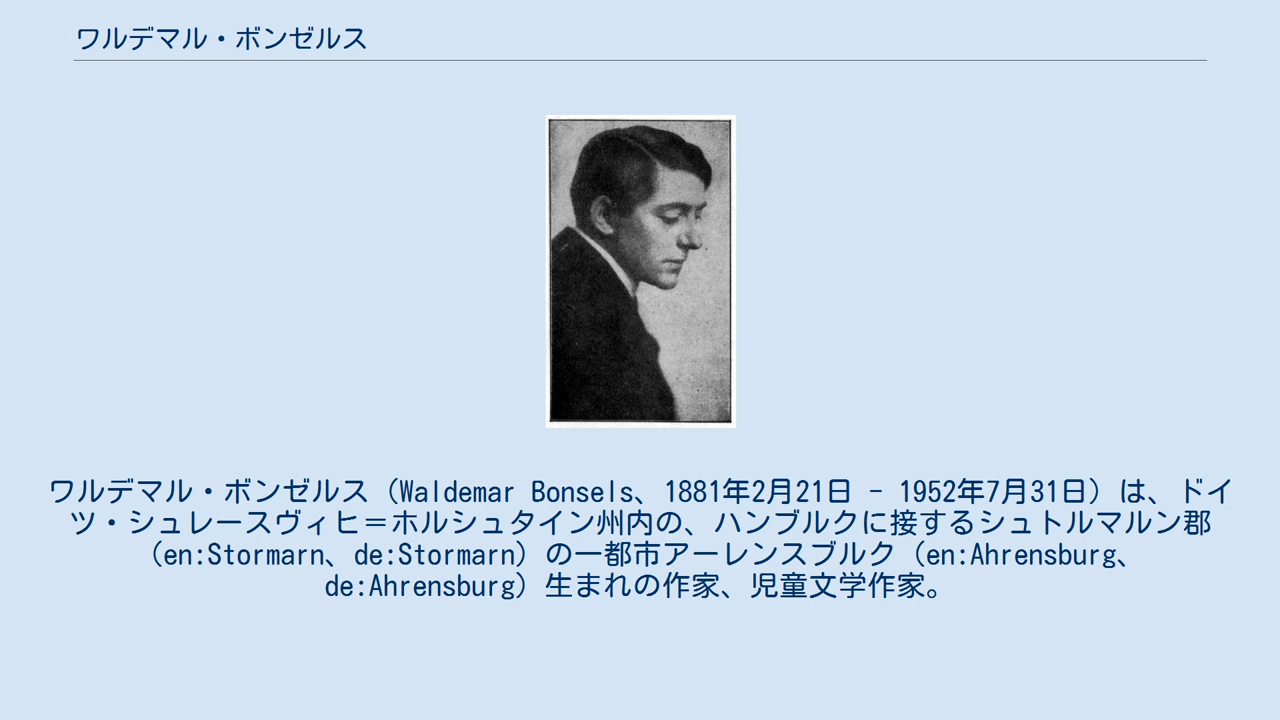 ワルデマル・ボンゼルス
ワルデマル・ボンゼルス（Waldemar Bonsels、1881年2月21日 - 1952年7月31日）は、ドイ
ツ・シュレースヴィヒ＝ホルシュタイン州内の、ハンブルクに接するシュトルマルン郡
（en:Stormarn、de:Stormarn）の一都市アーレンスブルク（en:Ahrensburg、
de:Ahrensburg）生まれの作家、児童文学作家。